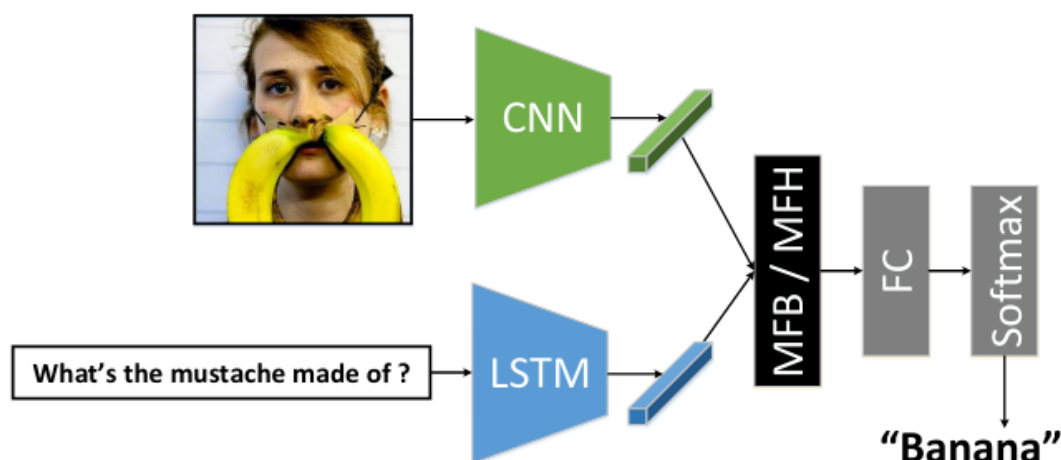 CNN
What's the mustache made of ?
LSTM
MFB / MFH
FC
Softmax
“Banana”